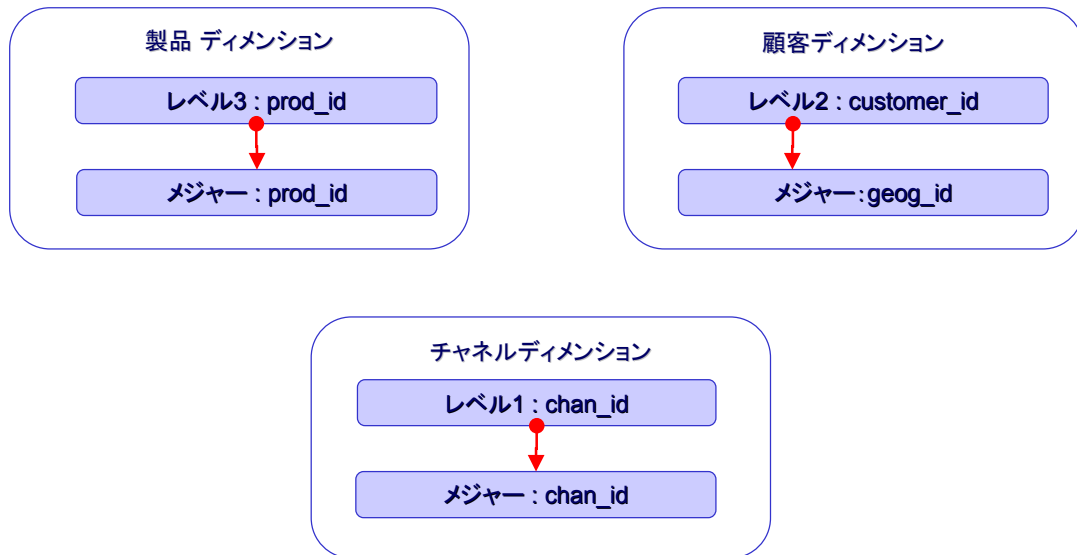 製品 ディメンション
レベル3 : prod_id
メジャー : prod_id
顧客ディメンション
レベル2 : customer_id
メジャー：geog_id
チャネルディメンション
レベル1 : chan_id
メジャー : chan_id